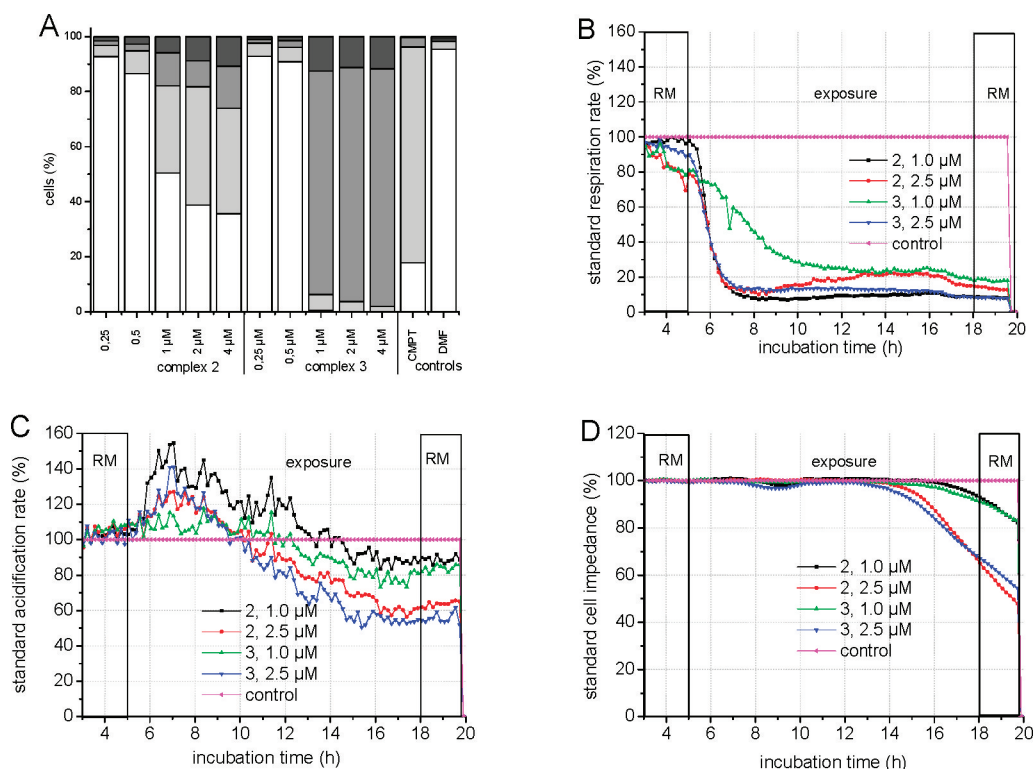 A
cells (%)
100
80
60
40
20
0
0,25
0,5
1 µM
2 µM
4 µM
0,25 µM
0,5 µM
1 µM
2 µM
4 µM
CMPT
DMF
complex 2
complex 3
controls
B
standard respiration rate (%)
160
140
120
100
80
60
40
20
0
RM
exposure
RM
2, 1.0 µM
2, 2.5 µM
3, 1.0 µM
3, 2.5 µM
control
4 6 8 10 12 14 16 18 20
incubation time (h)
C
standard acidification rate (%)
160
140
120
100
80
60
40
20
0
RM
exposure
RM
2, 1.0 µM
2, 2.5 µM
3, 1.0 µM
3, 2.5 µM
control
4 6 8 10 12 14 16 18 20
incubation time (h)
D
standard cell impedance (%)
120
100
80
60
40
20
0
RM
exposure
RM
2, 1.0 µM
2, 2.5 µM
3, 1.0 µM
3, 2.5 µM
control
4 6 8 10 12 14 16 18 20
incubation time (h)